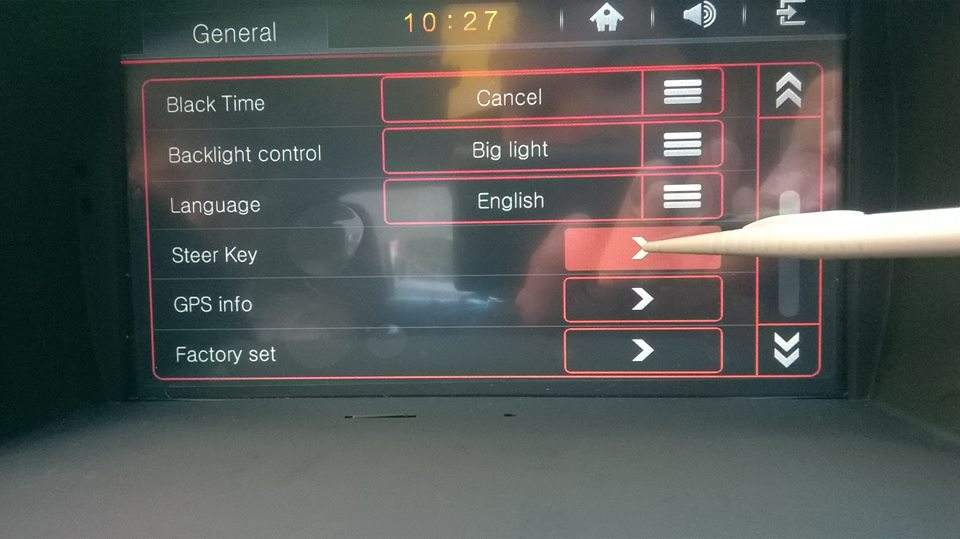 General 10:27
Black Time Cancel
Backlight control Big light
Language English
Steer Key
GPS info
Factory set